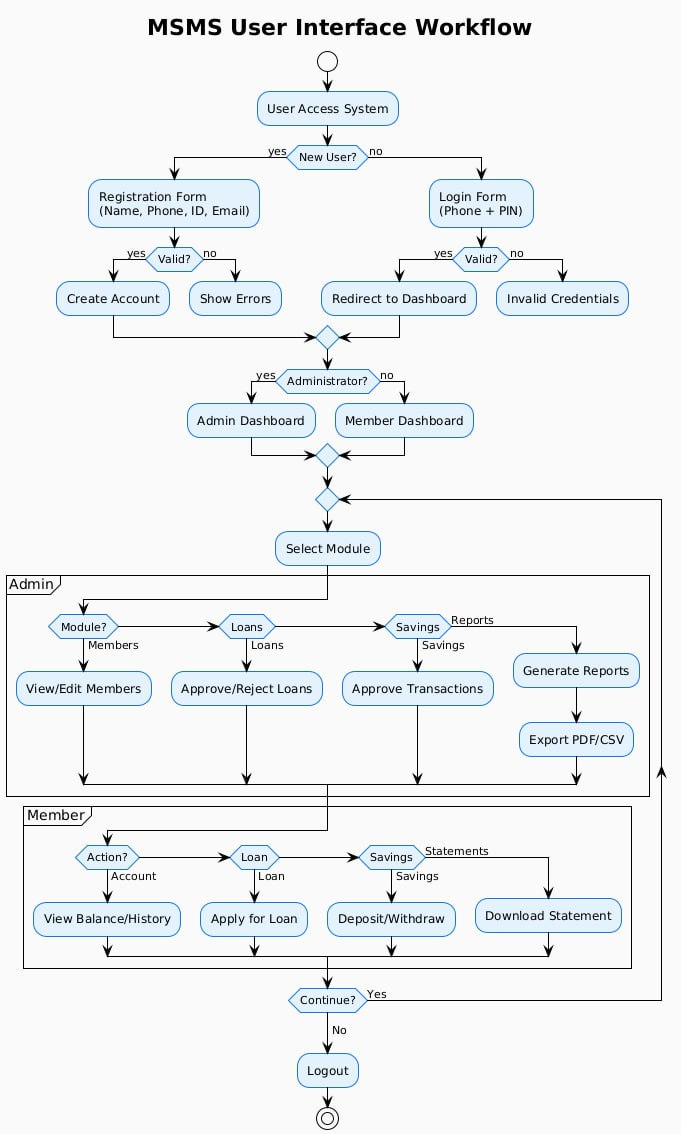 MSMS User Interface Workflow
User Access System
yes
New User?
no
Registration Form
(Name, Phone, ID, Email)
Login Form
(Phone + PIN)
yes
Valid?
no
yes
Valid?
no
Create Account
Show Errors
Redirect to Dashboard
Invalid Credentials
yes
Administrator?
no
Admin Dashboard
Member Dashboard
Select Module
Admin
Module?
Loans
Savings
Reports
Members
Loans
Savings
View/Edit Members
Approve/Reject Loans
Approve Transactions
Generate Reports
Export PDF/CSV
Member
Action?
Loan
Savings
Statements
Account
Loan
Savings
View Balance/History
Apply for Loan
Deposit/Withdraw
Download Statement
Continue?
Yes
No
Logout